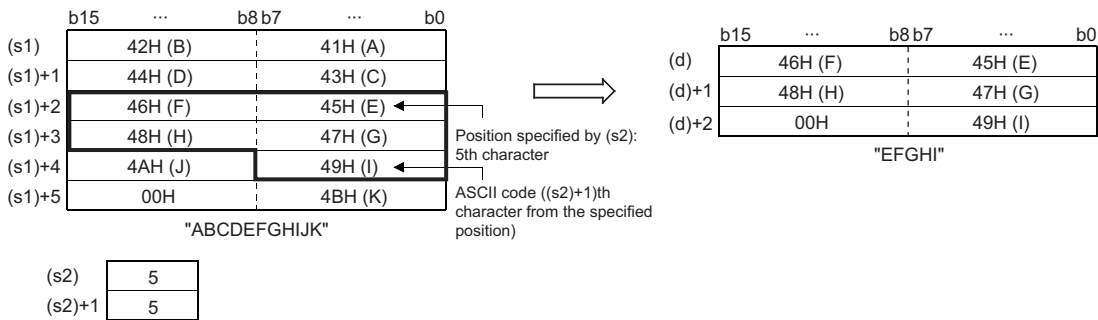 b15 ··· b8 b7 ··· b0
(s1) 42H (B) 41H (A)
(s1)+1 44H (D) 43H (C)
(s1)+2 46H (F) 45H (E)
(s1)+3 48H (H) 47H (G)
(s1)+4 4AH (J) 49H (I)
(s1)+5 00H 4BH (K)
"ABCDEFGHIJK"
Position specified by (s2):
5th character
ASCII code ((s2)+1)th
character from the specified
position)
b15 ··· b8 b7 ··· b0
(d) 46H (F) 45H (E)
(d)+1 48H (H) 47H (G)
(d)+2 00H 49H (I)
"EFGHI"
(s2) 5
(s2)+1 5